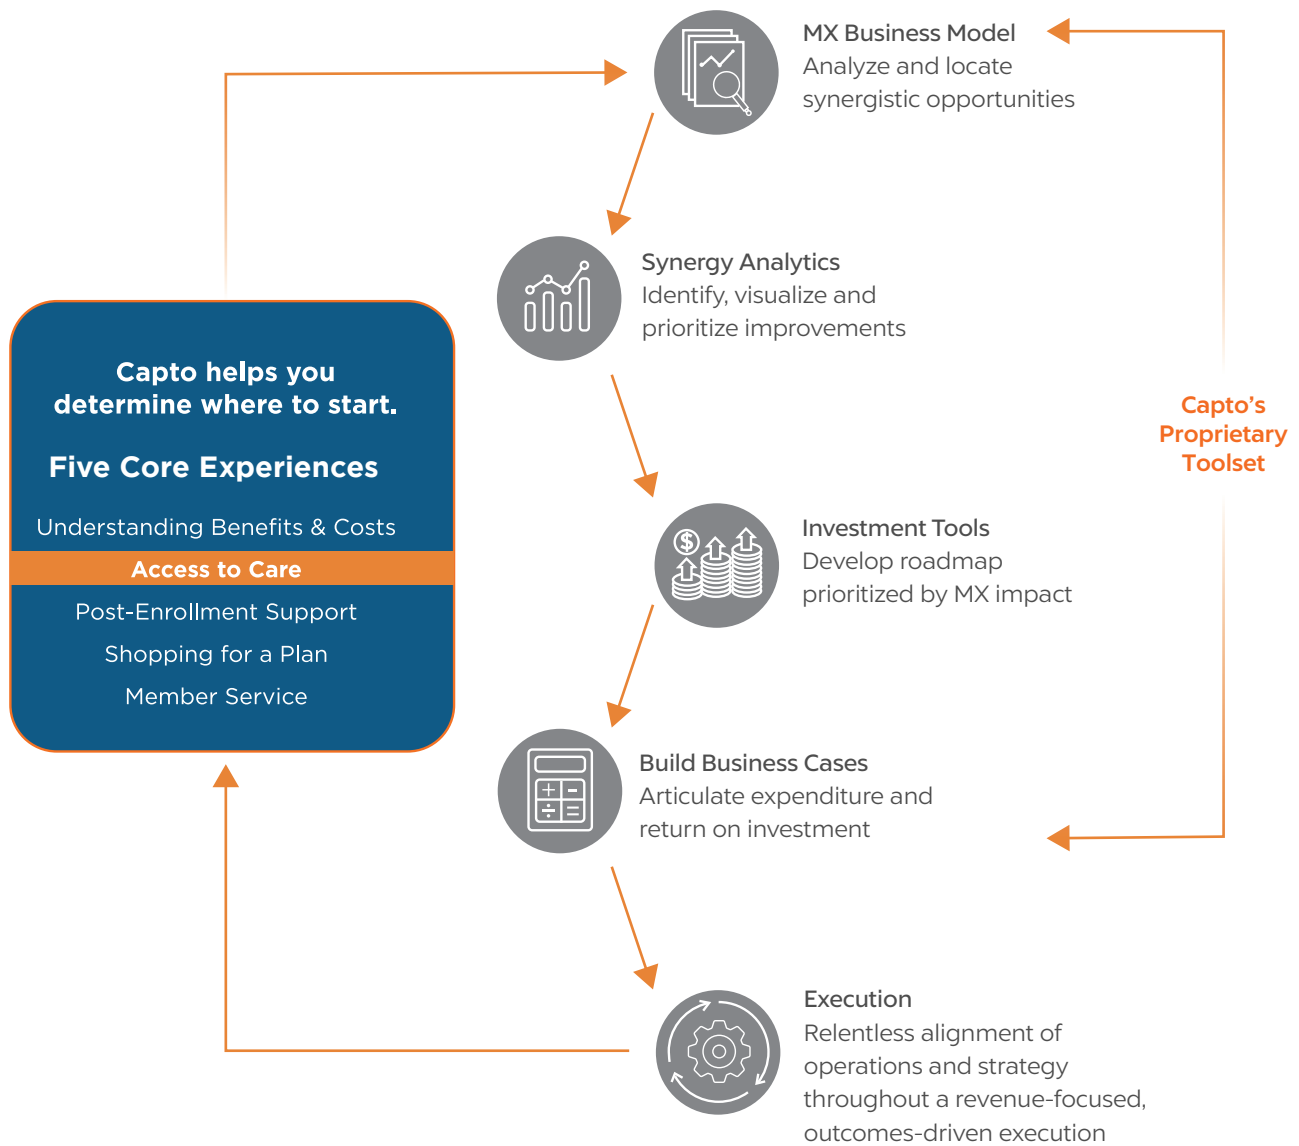 MX Business Model
Analyze and locate
synergistic opportunities
Synergy Analytics
Identify, visualize and
prioritize improvements
Capto helps you
determine where to start.
Five Core Experiences
Understanding Benefits & Costs
Access to Care
Post-Enrollment Support
Shopping for a Plan
Member Service
Capto's
Proprietary
Toolset
$
Investment Tools
Develop roadmap
prioritized by MX impact
Build Business Cases
Articulate expenditure and
return on investment
+ -
÷ =
Execution
Relentless alignment of
operations and strategy
throughout a revenue-focused,
outcomes-driven execution